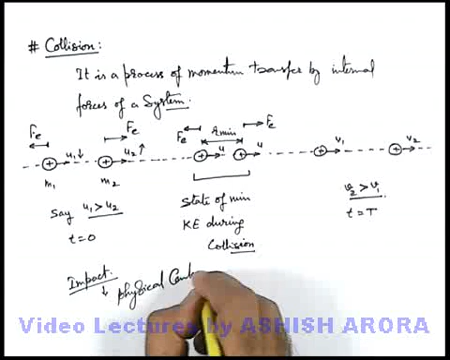 # Collision:
It is a process of momentum transfer by internal
forces of a System.
Fe Fe Fe rmin Fe
+ u₁↓ + u₂↑ + u + u + v₁ + v₂
m₁ m₂
Say u₁ > u₂
t = 0
State of min
KE during
Collision
v₂ > v₁
t = T
Impact:
↓ physical Cont
Video Lectures by ASHISH ARORA